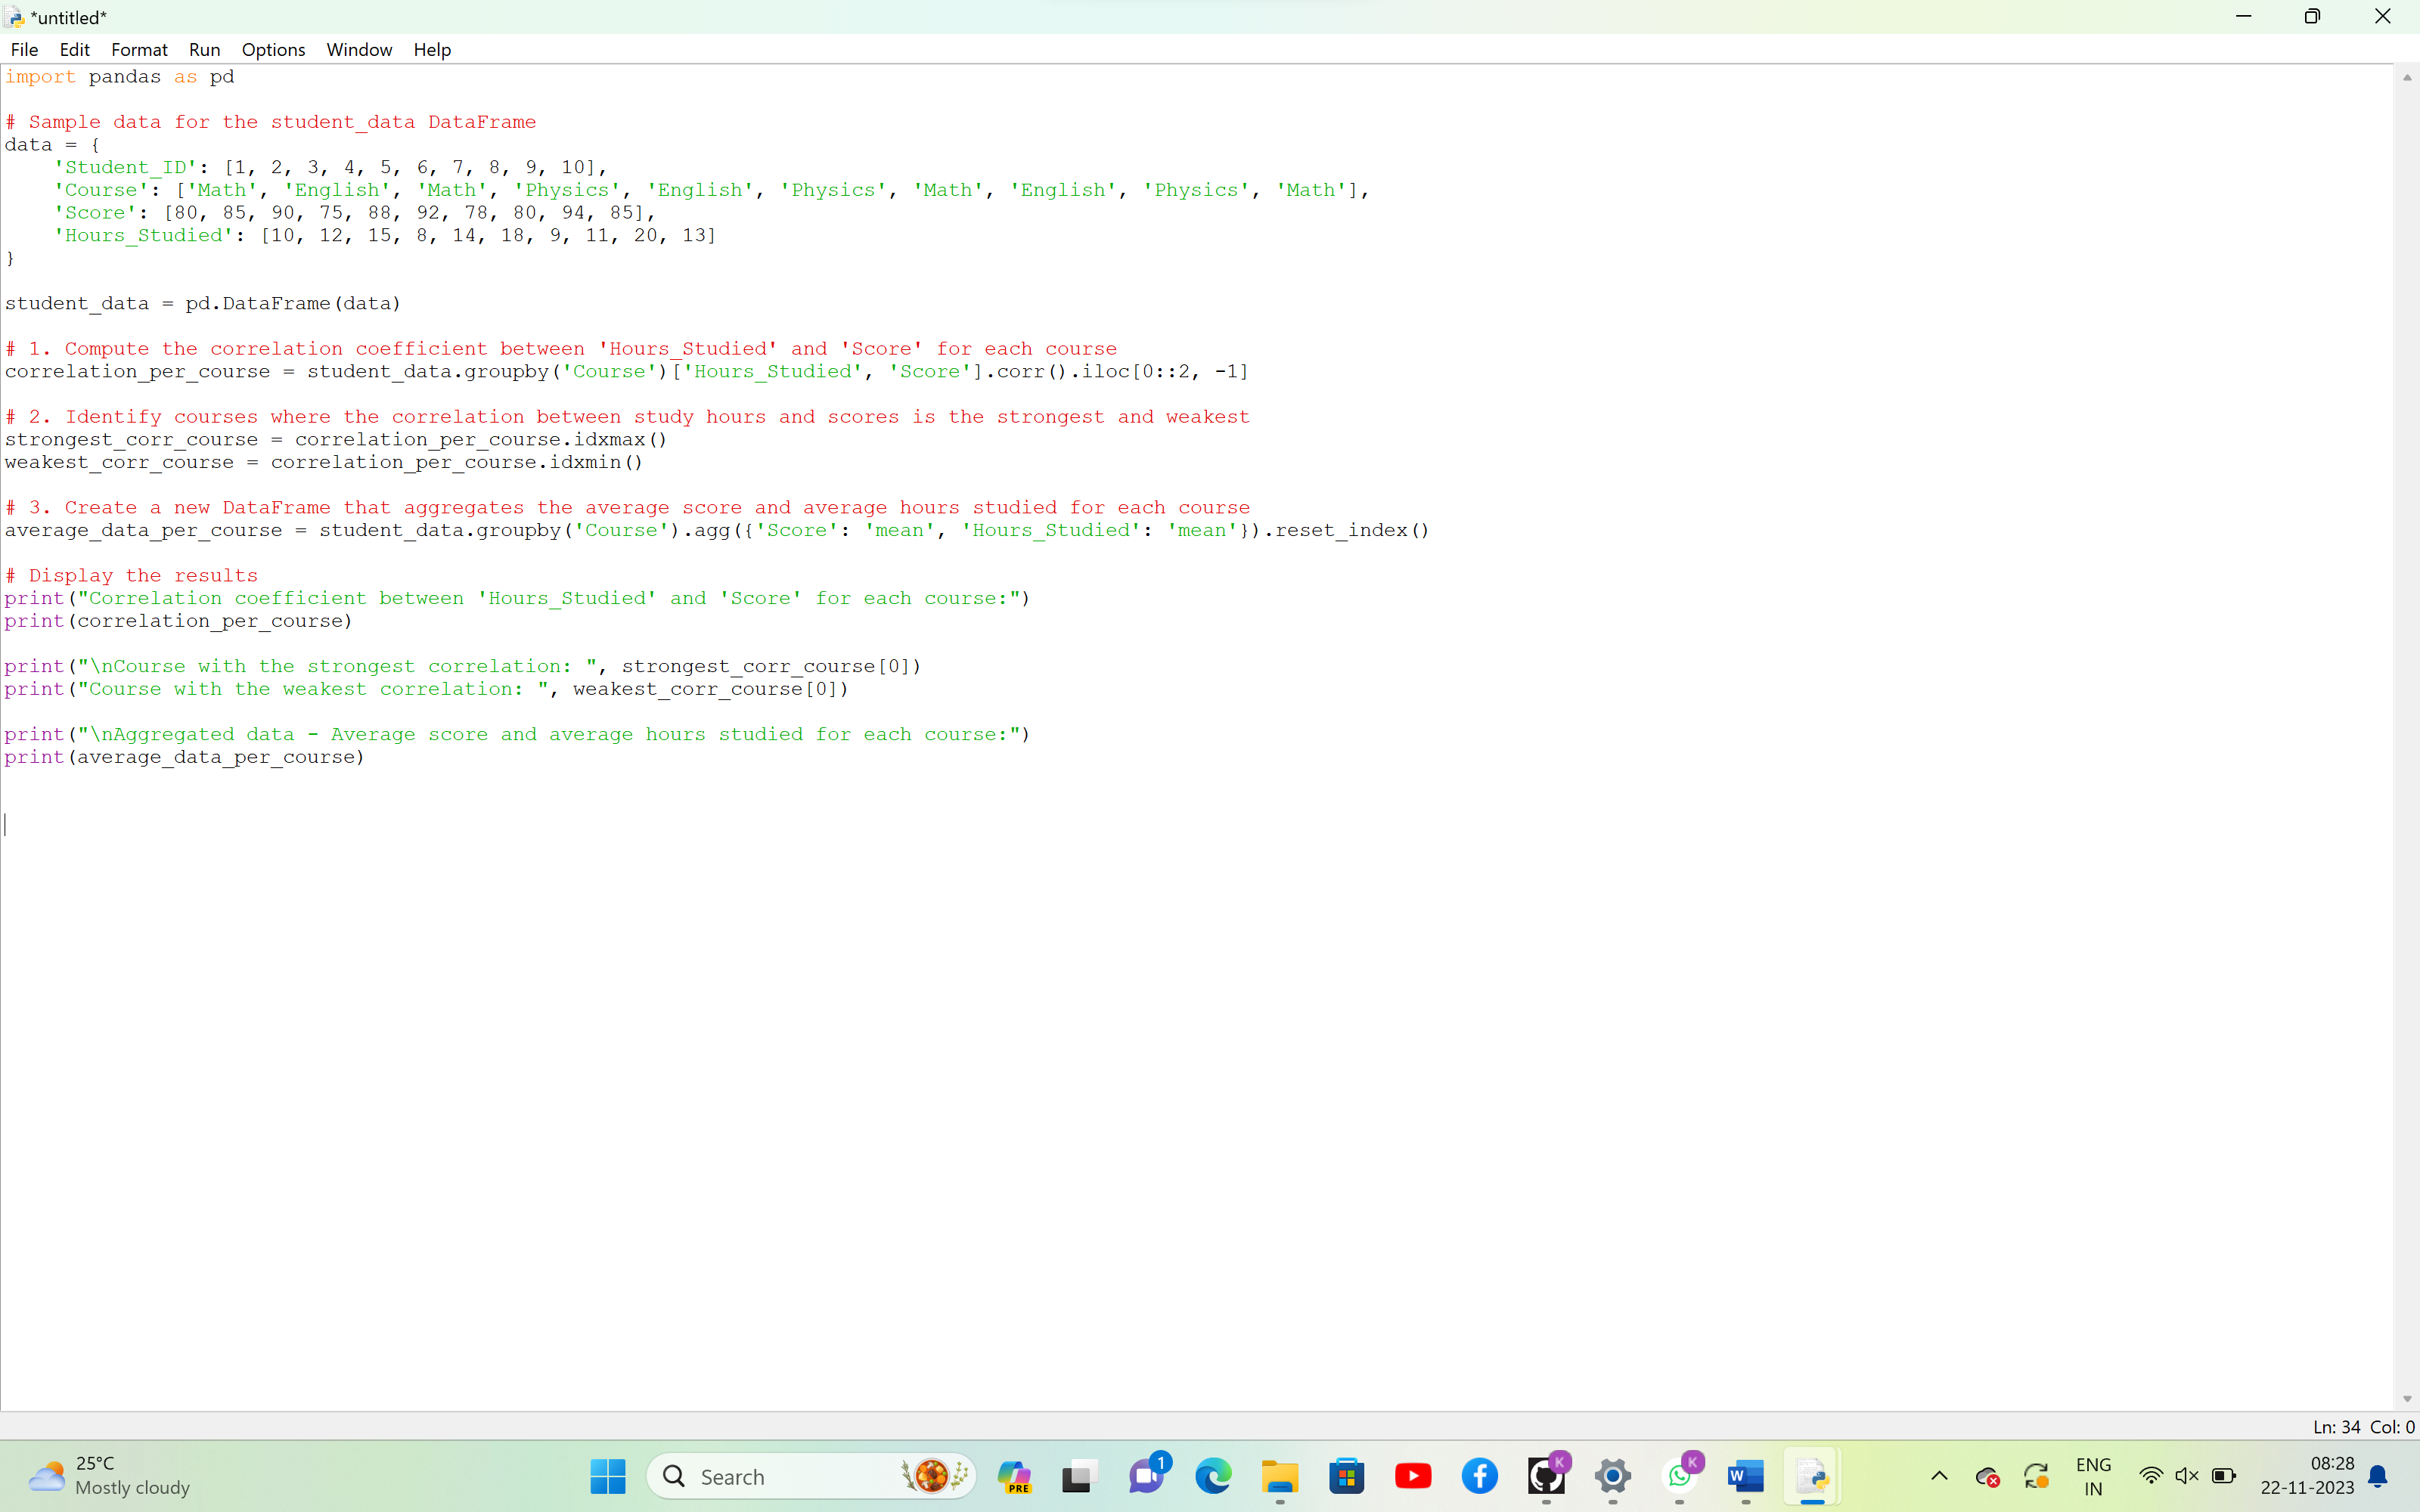 *untitled*
File Edit Format Run Options Window Help
import pandas as pd

# Sample data for the student_data DataFrame
data = {
    'Student_ID': [1, 2, 3, 4, 5, 6, 7, 8, 9, 10],
    'Course': ['Math', 'English', 'Math', 'Physics', 'English', 'Physics', 'Math', 'English', 'Physics', 'Math'],
    'Score': [80, 85, 90, 75, 88, 92, 78, 80, 94, 85],
    'Hours_Studied': [10, 12, 15, 8, 14, 18, 9, 11, 20, 13]
}

student_data = pd.DataFrame(data)

# 1. Compute the correlation coefficient between 'Hours_Studied' and 'Score' for each course
correlation_per_course = student_data.groupby('Course')['Hours_Studied', 'Score'].corr().iloc[0::2, -1]

# 2. Identify courses where the correlation between study hours and scores is the strongest and weakest
strongest_corr_course = correlation_per_course.idxmax()
weakest_corr_course = correlation_per_course.idxmin()

# 3. Create a new DataFrame that aggregates the average score and average hours studied for each course
average_data_per_course = student_data.groupby('Course').agg({'Score': 'mean', 'Hours_Studied': 'mean'}).reset_index()

# Display the results
print("Correlation coefficient between 'Hours_Studied' and 'Score' for each course:")
print(correlation_per_course)

print("\nCourse with the strongest correlation: ", strongest_corr_course[0])
print("Course with the weakest correlation: ", weakest_corr_course[0])

print("\nAggregated data - Average score and average hours studied for each course:")
print(average_data_per_course)

Ln: 34 Col: 0
25°C
Mostly cloudy
Search
PRE
1
K
K
W
ENG
IN
08:28
22-11-2023